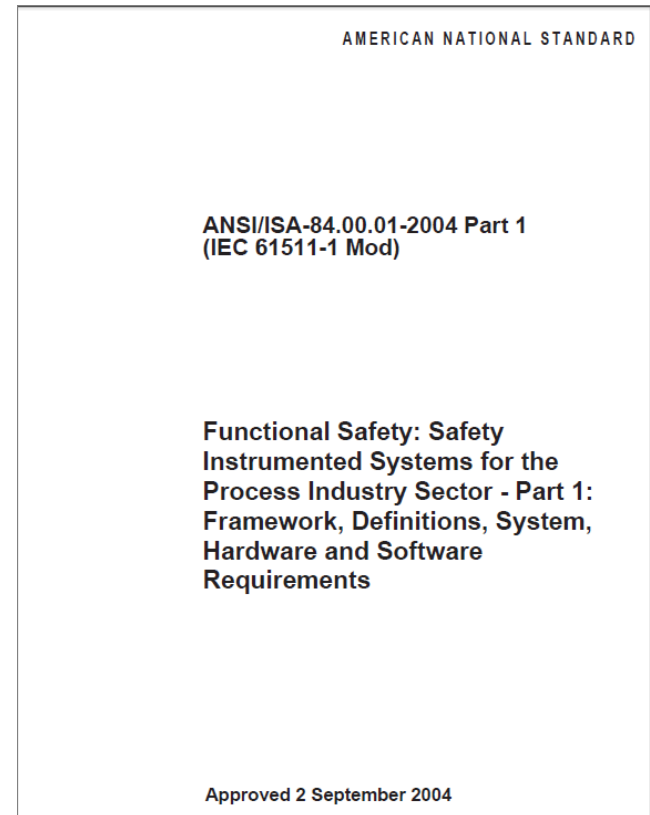 AMERICAN NATIONAL STANDARD
ANSI/ISA-84.00.01-2004 Part 1
(IEC 61511-1 Mod)
Functional Safety: Safety
Instrumented Systems for the
Process Industry Sector - Part 1:
Framework, Definitions, System,
Hardware and Software
Requirements
Approved 2 September 2004